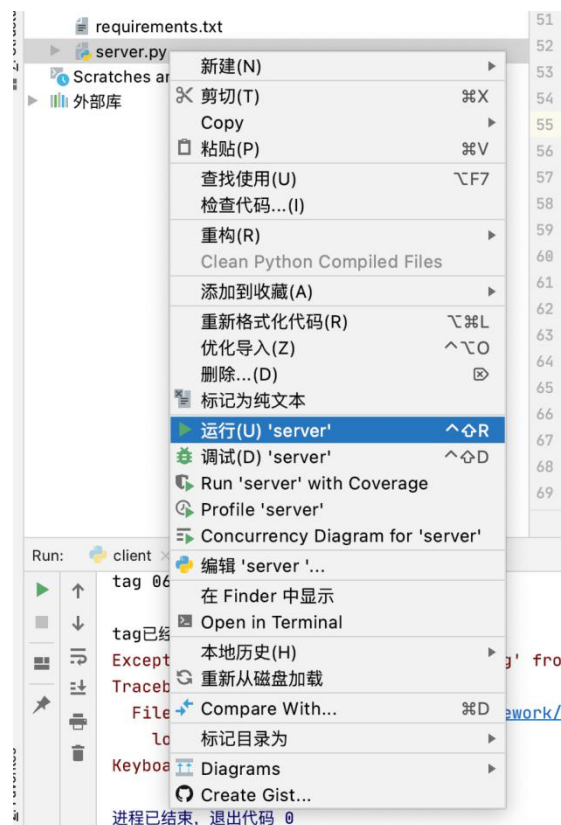 requirements.txt
server.py
Scratches ar
外部库
新建(N)
剪切(T) ⌘X
Copy
粘贴(P) ⌘V
查找使用(U) ⌥F7
检查代码...(I)
重构(R)
Clean Python Compiled Files
添加到收藏(A)
重新格式化代码(R) ⌥⌘L
优化导入(Z) ^⌥O
删除...(D) ⌦
标记为纯文本
运行(U) 'server' ^⇧R
调试(D) 'server' ^⇧D
Run 'server' with Coverage
Profile 'server'
Concurrency Diagram for 'server'
编辑 'server '...
在 Finder 中显示
Open in Terminal
本地历史(H)
重新从磁盘加载
Compare With... ⌘D
标记目录为
Diagrams
Create Gist...
51
52
53
54
55
56
57
58
59
60
61
62
63
64
65
66
67
68
69
Run: client
tag 06
tag已经
Except g' fro
Traceb
File ework/
lo
Keyboa
进程已结束，退出代码 0